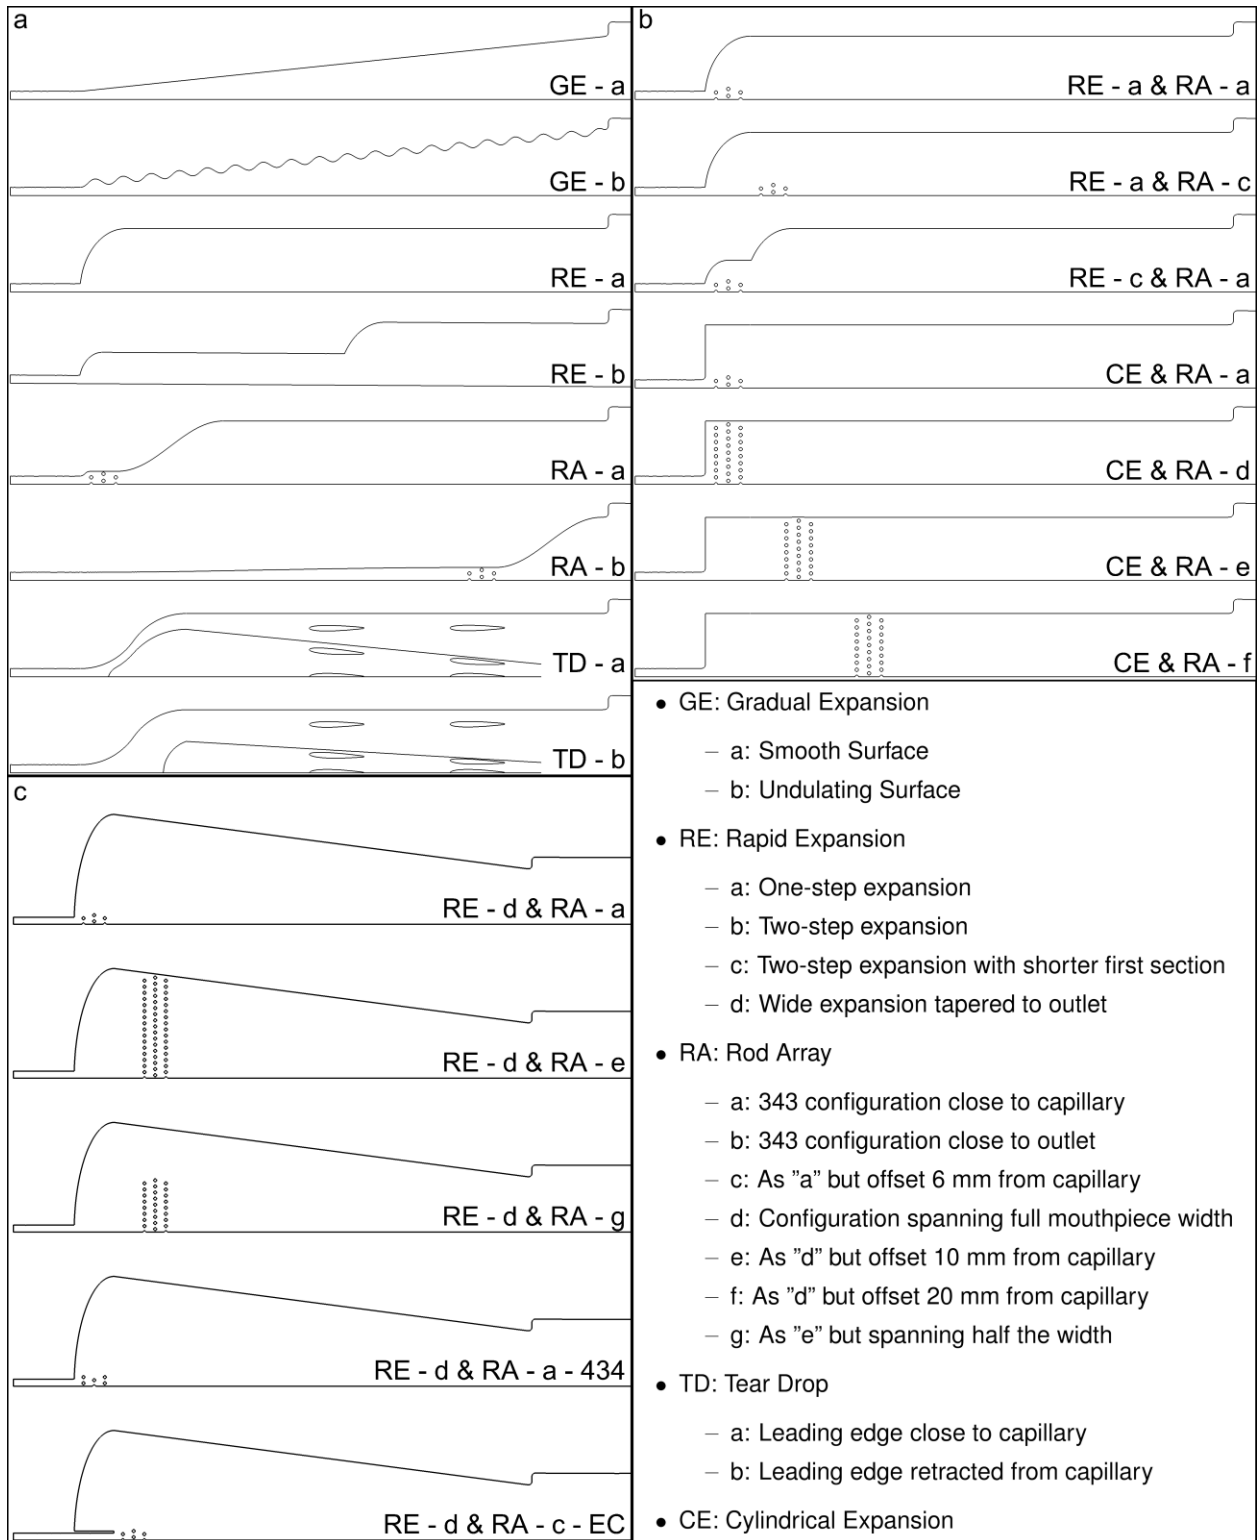 a
GE - a
GE - b
RE - a
RE - b
RA - a
RA - b
TD - a
TD - b
b
RE - a & RA - a
RE - a & RA - c
RE - c & RA - a
CE & RA - a
CE & RA - d
CE & RA - e
CE & RA - f
c
RE - d & RA - a
RE - d & RA - e
RE - d & RA - g
RE - d & RA - a - 434
RE - d & RA - c - EC
• GE: Gradual Expansion
– a: Smooth Surface
– b: Undulating Surface
• RE: Rapid Expansion
– a: One-step expansion
– b: Two-step expansion
– c: Two-step expansion with shorter first section
– d: Wide expansion tapered to outlet
• RA: Rod Array
– a: 343 configuration close to capillary
– b: 343 configuration close to outlet
– c: As ”a” but offset 6 mm from capillary
– d: Configuration spanning full mouthpiece width
– e: As ”d” but offset 10 mm from capillary
– f: As ”d” but offset 20 mm from capillary
– g: As ”e” but spanning half the width
• TD: Tear Drop
– a: Leading edge close to capillary
– b: Leading edge retracted from capillary
• CE: Cylindrical Expansion